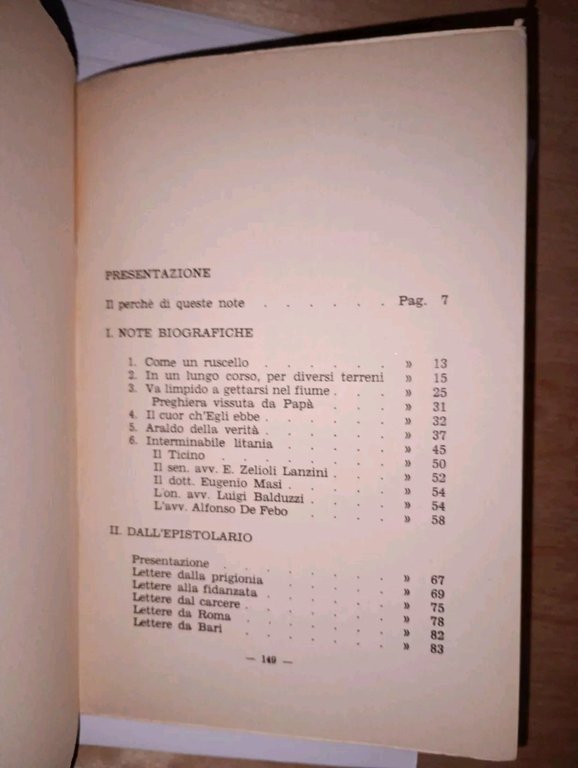 PRESENTAZIONE
Il perchè di queste note . . . . . . Pag. 7
I. NOTE BIOGRAFICHE
1. Come un ruscello . . . . . . » 13
2. In un lungo corso, per diversi terreni » 15
3. Va limpido a gettarsi nel fiume . . . » 25
Preghiera vissuta da Papà . . . . » 31
4. Il cuor ch'Egli ebbe . . . . . . » 32
5. Araldo della verità . . . . . . » 37
6. Interminabile litania . . . . . » 45
Il Ticino . . . . . . . . » 50
Il sen. avv. E. Zelioli Lanzini . . . » 52
Il dott. Eugenio Masi . . . . . » 54
L'on. avv. Luigi Balduzzi . . . . » 54
L'avv. Alfonso De Febo . . . . » 58
II. DALL'EPISTOLARIO
Presentazione . . . . . . . » 67
Lettere dalla prigionia . . . . . » 69
Lettere alla fidanzata . . . . . » 75
Lettere dal carcere . . . . . . » 78
Lettere da Roma . . . . . . » 82
Lettere da Bari . . . . . . . » 83
— 149 —